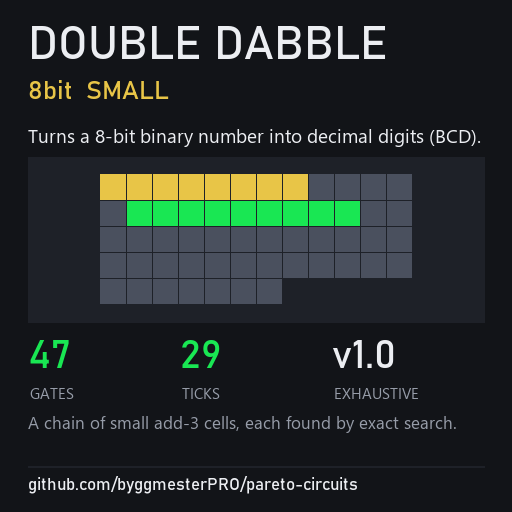 DOUBLE DABBLE
8bit SMALL
Turns a 8-bit binary number into decimal digits (BCD).
47 29 v1.0
GATES TICKS EXHAUSTIVE
A chain of small add-3 cells, each found by exact search.
github.com/byggmesterPRO/pareto-circuits